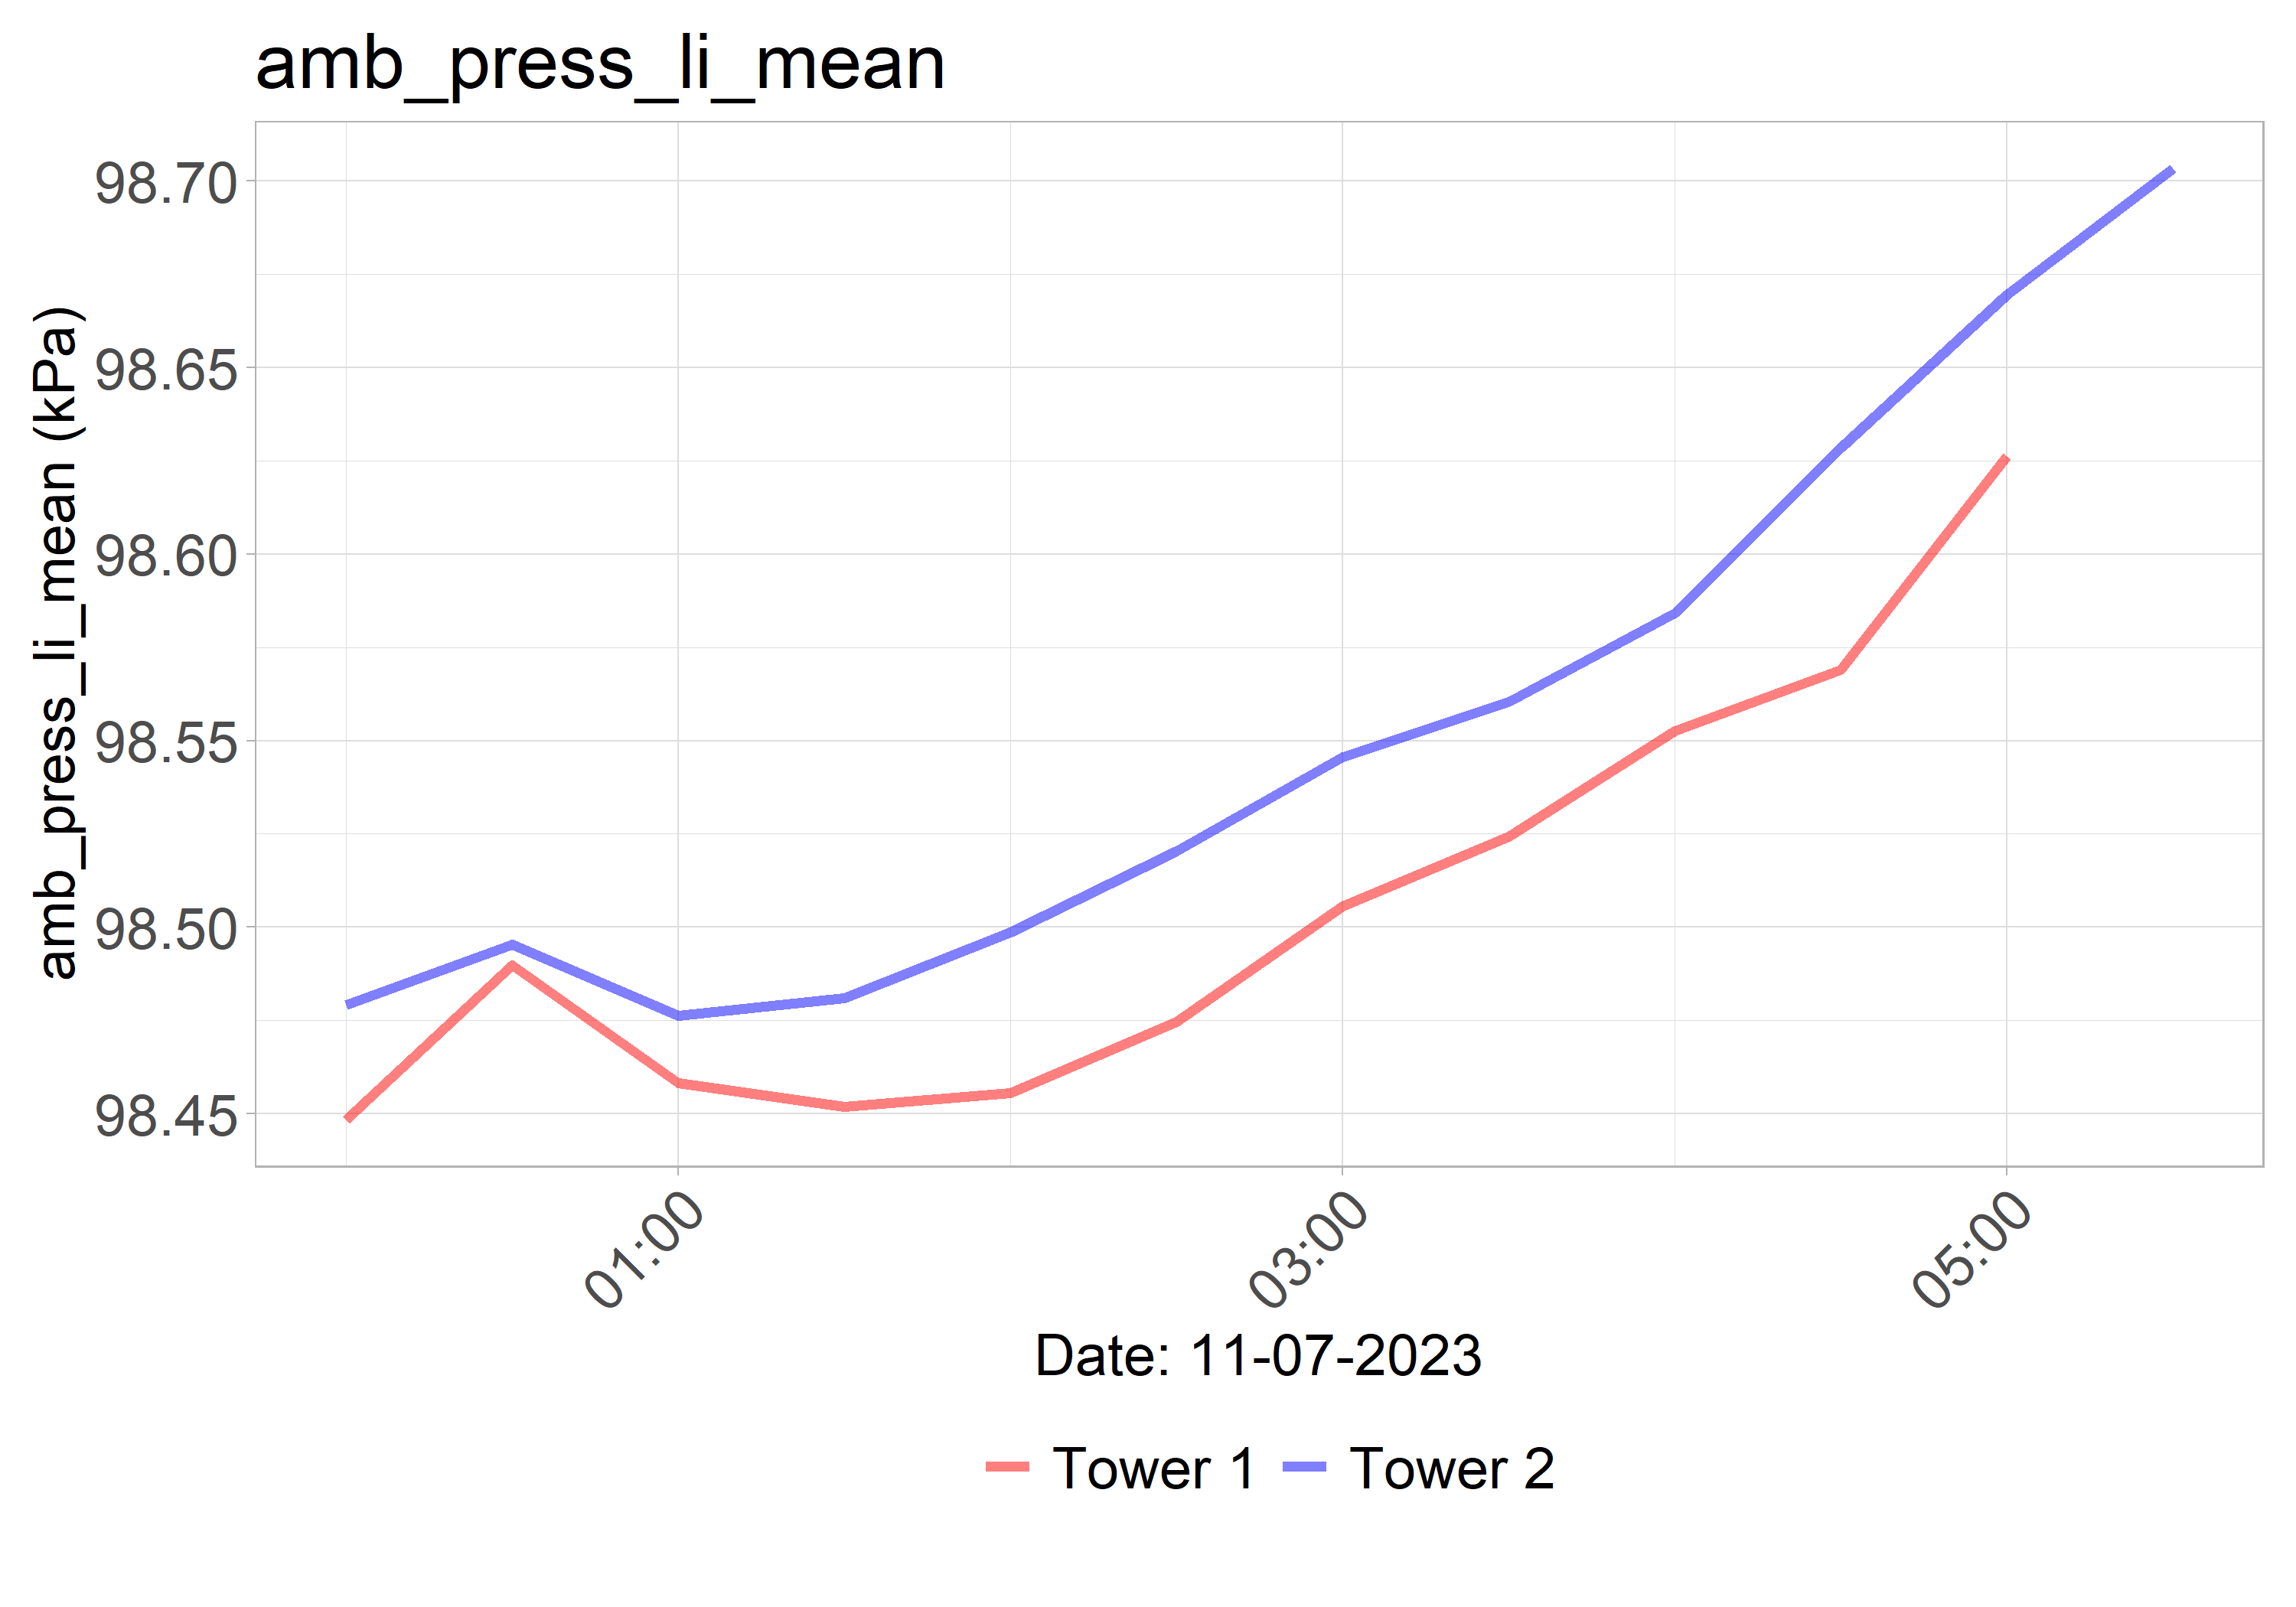 amb_press_li_mean
amb_press_li_mean (kPa)
98.70
98.65
98.60
98.55
98.50
98.45
01:00
03:00
05:00
Date: 11-07-2023
Tower 1
Tower 2